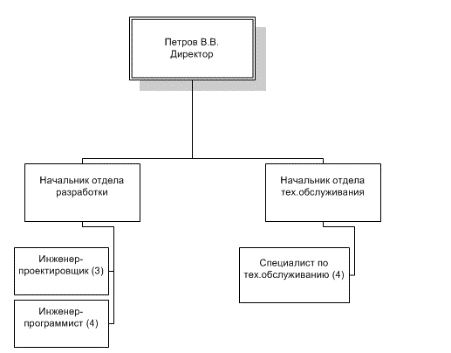 Петров В.В.
Директор
Начальник отдела
разработки
Начальник отдела
тех.обслуживания
Инженер-
проектировщик (3)
Специалист по
тех.обслуживанию (4)
Инженер-
программист (4)